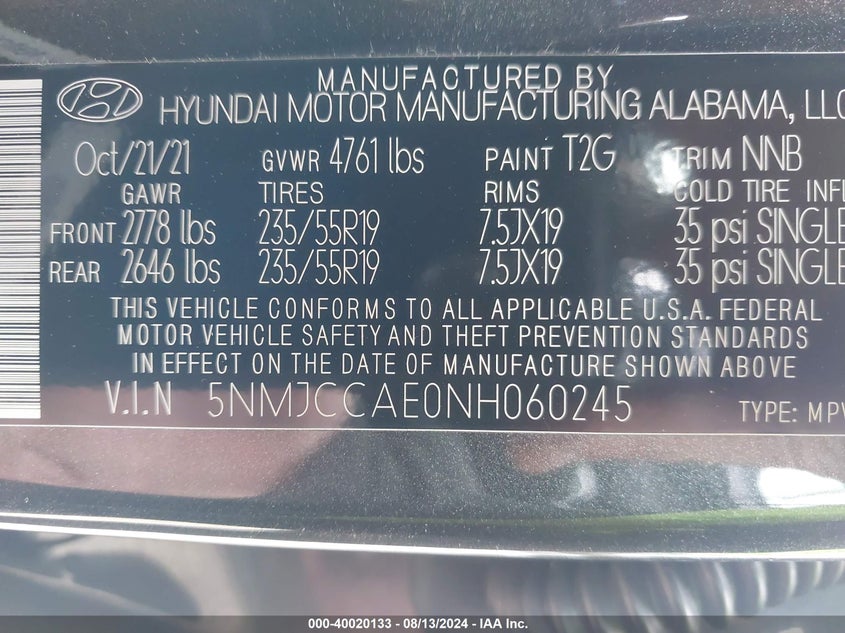 MANUFACTURED BY
HYUNDAI MOTOR MANUFACTURING ALABAMA, LLC
Oct/21/21 GVWR 4761 lbs PAINT T2G TRIM NNB
GAWR TIRES RIMS COLD TIRE INFL
FRONT 2778 lbs 235/55R19 7.5JX19 35 psi SINGLE
REAR 2646 lbs 235/55R19 7.5JX19 35 psi SINGLE
THIS VEHICLE CONFORMS TO ALL APPLICABLE U.S.A. FEDERAL
MOTOR VEHICLE SAFETY AND THEFT PREVENTION STANDARDS
IN EFFECT ON THE DATE OF MANUFACTURE SHOWN ABOVE
V.I.N 5NMJCCAE0NH060245 TYPE: MPV
000-40020133 - 08/13/2024 - IAA Inc.